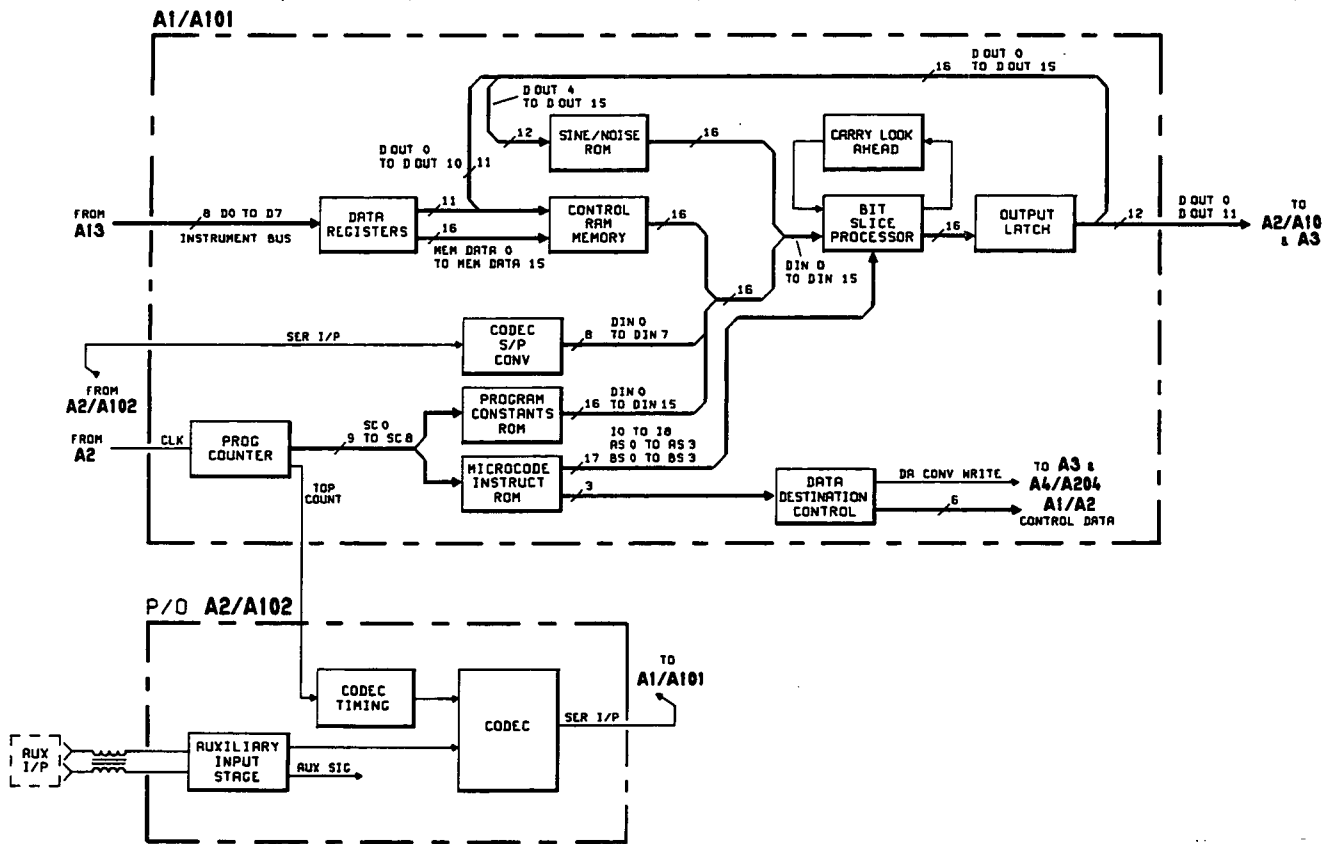 A1/A101
D OUT 0
TO D OUT 15
16
D OUT 4
TO D OUT 15
12
SINE/NOISE
ROM
16
CARRY LOOK
AHEAD
D OUT 0
TO D OUT 10
11
FROM
A13
8 D0 TO D7
INSTRUMENT BUS
DATA
REGISTERS
11
16
MEM DATA 0
TO MEM DATA 15
CONTROL
RAM
MEMORY
16
BIT
SLICE
PROCESSOR
16
OUTPUT
LATCH
12
D OUT 0
D OUT 11
TO
A2/A10
& A3
DIN 0
TO DIN 15
16
SER I/P
CODEC
S/P
CONV
8
DIN 0
TO DIN 7
FROM
A2/A102
PROGRAM
CONSTANTS
ROM
16
DIN 0
TO DIN 15
FROM
A2
CLK
PROG
COUNTER
SC 0
9 TO SC 8
TOP
COUNT
MICROCODE
INSTRUCT
ROM
I0 TO I8
AS 0 TO AS 3
17 BS 0 TO BS 3
3
DATA
DESTINATION
CONTROL
DA CONV WRITE
6
TO A3 &
A4/A204
A1/A2
CONTROL DATA
P/O A2/A102
CODEC
TIMING
CODEC
SER I/P
TO
A1/A101
AUX
I/P
AUXILIARY
INPUT
STAGE
AUX SIG